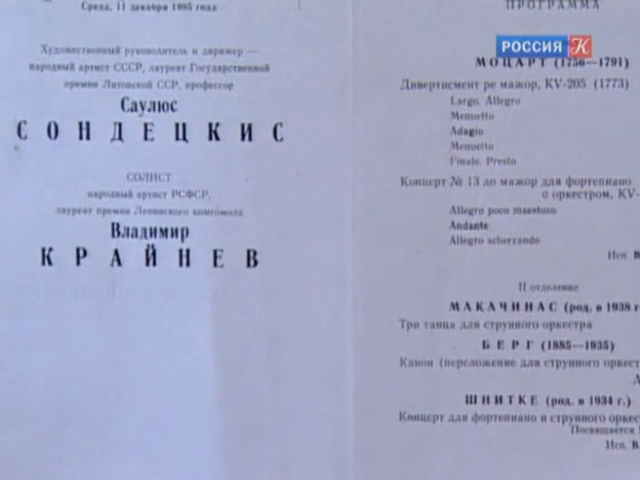 Среда, 11 декабря 1985 года
Художественный руководитель и дирижер —
народный артист СССР, лауреат Государственной
премии Литовской ССР, профессор
Саулюс
СОНДЕЦКИС
СОЛИСТ
народный артист РСФСР,
лауреат премии Ленинского комсомола
Владимир
КРАЙНЕВ
ПРОГРАММА
РОССИЯ К
МОЦАРТ (1756—1791)
Дивертисмент ре мажор, KV-205 (1773)
Largo. Allegro
Menuetto
Adagio
Menuetto
Finale. Presto
Концерт № 13 до мажор для фортепиано
с оркестром, KV-
Allegro poco maestoso
Andante
Allegro scherzando
Исп. В
II отделение
МАКАЧИНАС (род. в 1938 г
Три танца для струнного оркестра
БЕРГ (1885—1935)
Канон (переложение для струнного оркест
ШНИТКЕ (род. в 1934 г.)
Концерт для фортепиано и струнного оркес
Посвящается
Исп. В